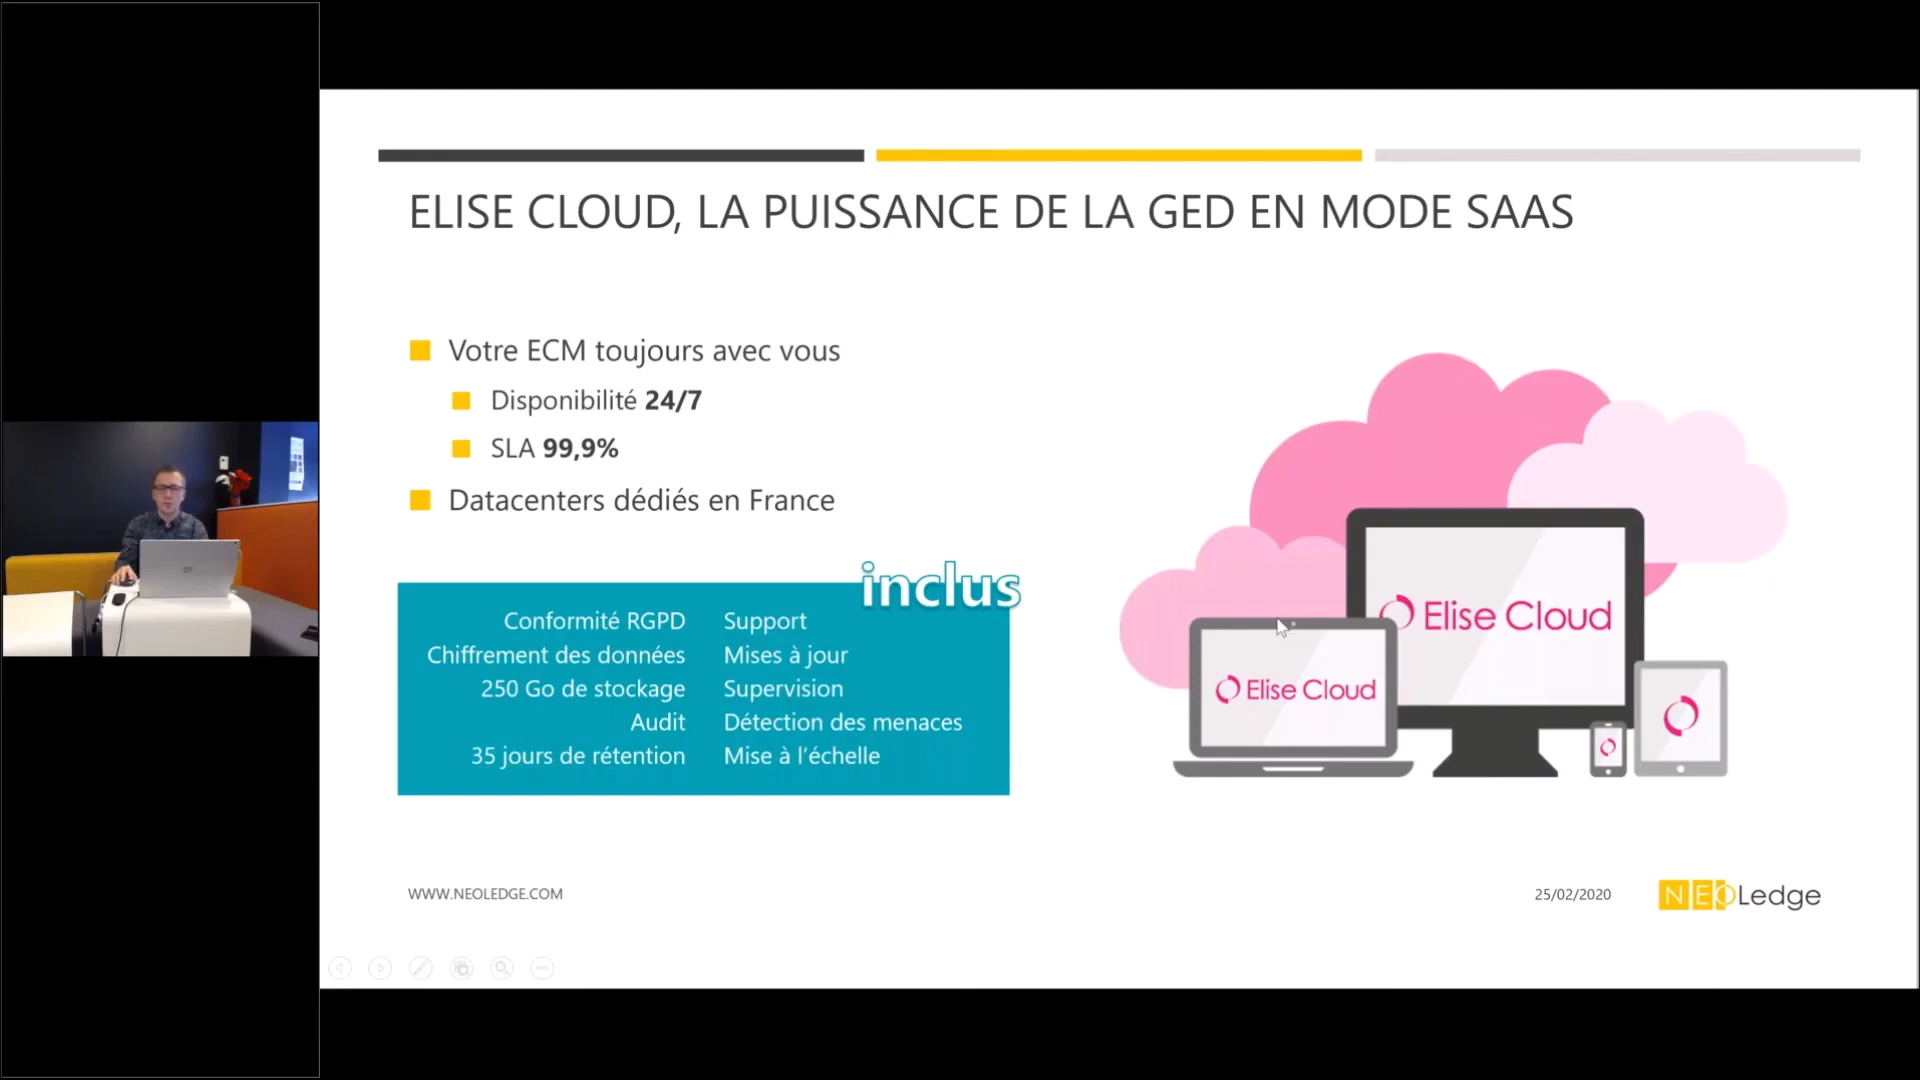 ELISE CLOUD, LA PUISSANCE DE LA GED EN MODE SAAS
Votre ECM toujours avec vous
Disponibilité 24/7
SLA 99,9%
Datacenters dédiés en France
inclus
Conformité RGPD
Chiffrement des données
250 Go de stockage
Audit
35 jours de rétention
Support
Mises à jour
Supervision
Détection des menaces
Mise à l'échelle
Elise Cloud
Elise Cloud
WWW.NEOLEDGE.COM
25/02/2020
NEOLedge